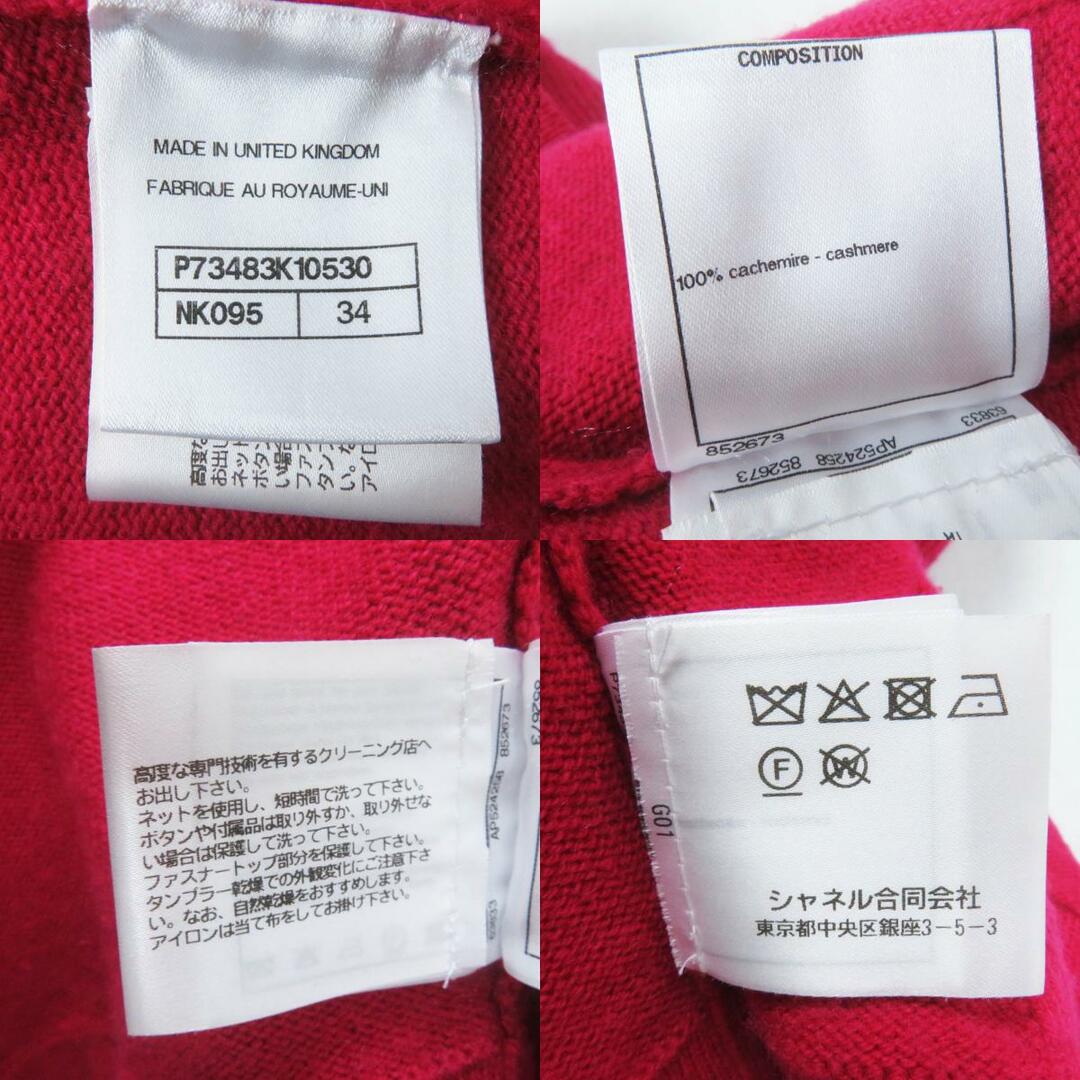 MADE IN UNITED KINGDOM
FABRIQUE AU ROYAUME-UNI
P73483K10530
NK095 34
COMPOSITION
100% cachemire - cashmere
852673
AP524258 852673
63833
高度な専門技術を有するクリーニング店へ
お出し下さい。
ネットを使用し、短時間で洗って下さい。
ボタンや付属品は取り外すか、取り外せな
い場合は保護して洗って下さい。
ファスナートップ部分を保護して下さい。
タンブラー乾燥での外観変化にご注意下さ
い。なお、自然乾燥をおすすめします。
アイロンは当て布をしてお掛け下さい。
63833 AP524258 852673
852673
F
W
G01
シャネル合同会社
東京都中央区銀座3-5-3